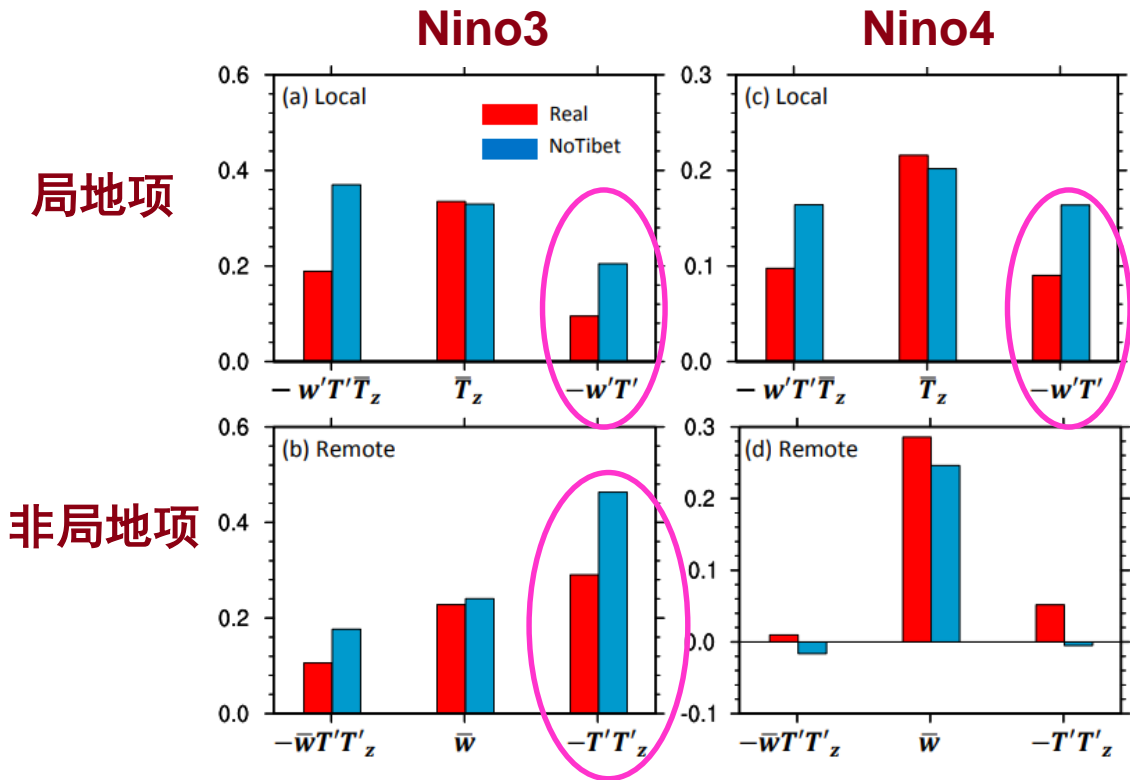 Nino3
Nino4
局地项
非局地项
(a) Local
Real
NoTibet
0.6
0.4
0.2
0.0
− w′T′T̅z
T̅z
−w′T′
(c) Local
0.3
0.2
0.1
0.0
− w′T′T̅z
T̅z
−w′T′
(b) Remote
0.6
0.4
0.2
0.0
−w̅T′T′z
w̅
−T′T′z
(d) Remote
0.3
0.2
0.1
0.0
-0.1
−w̅T′T′z
w̅
−T′T′z